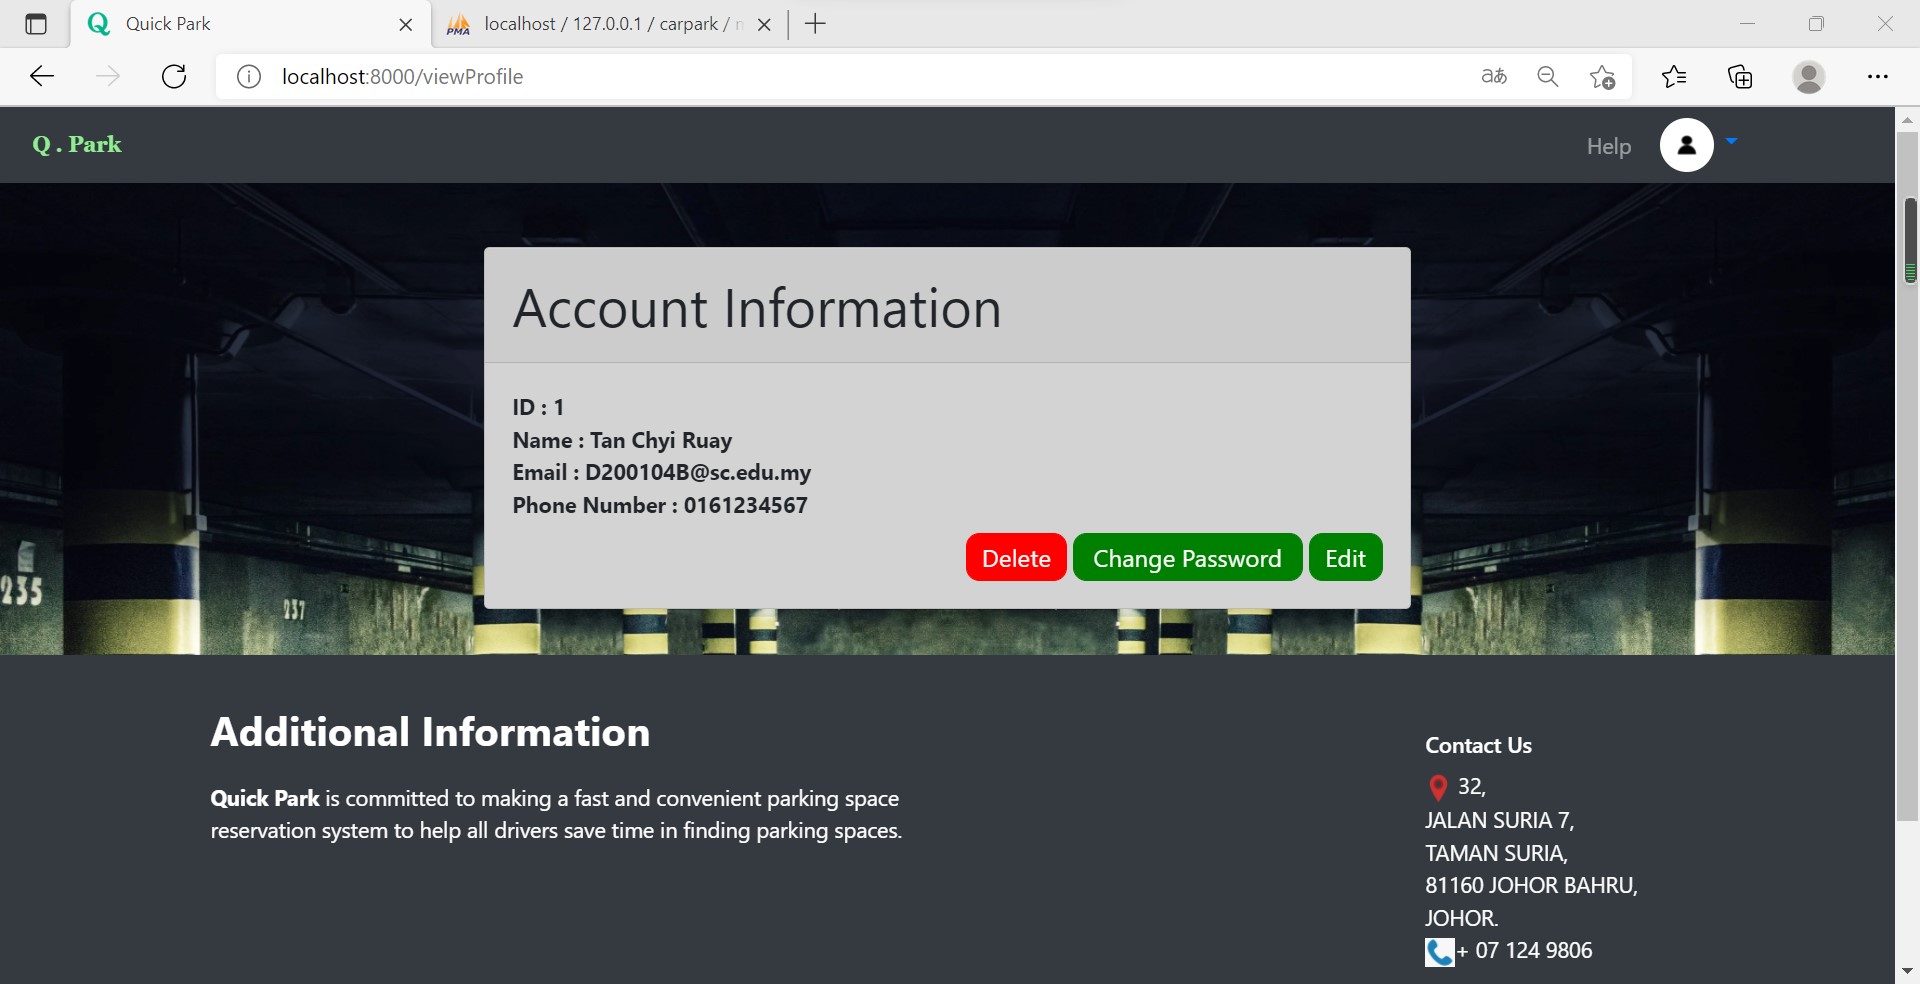 Quick Park
localhost / 127.0.0.1 / carpark /
localhost:8000/viewProfile
aあ
Q . Park
Help
Account Information
ID : 1
Name : Tan Chyi Ruay
Email : D200104B@sc.edu.my
Phone Number : 0161234567
Delete
Change Password
Edit
235
237
Additional Information
Quick Park is committed to making a fast and convenient parking space
reservation system to help all drivers save time in finding parking spaces.
Contact Us
32,
JALAN SURIA 7,
TAMAN SURIA,
81160 JOHOR BAHRU,
JOHOR.
+ 07 124 9806